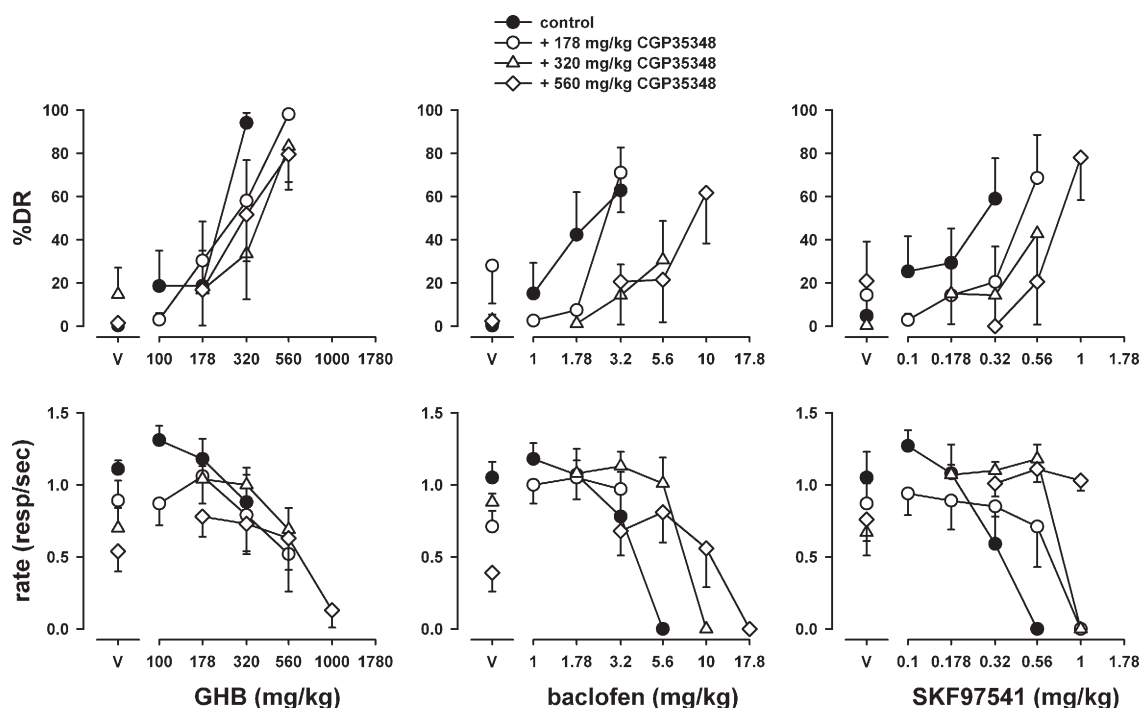 control
+ 178 mg/kg CGP35348
+ 320 mg/kg CGP35348
+ 560 mg/kg CGP35348
%DR
100
80
60
40
20
0
V
100 178 320 560 1000 1780
100
80
60
40
20
0
V
1 1.78 3.2 5.6 10 17.8
100
80
60
40
20
0
V
0.1 0.178 0.32 0.56 1 1.78
rate (resp/sec)
1.5
1.0
0.5
0.0
V
100 178 320 560 1000 1780
GHB (mg/kg)
1.5
1.0
0.5
0.0
V
1 1.78 3.2 5.6 10 17.8
baclofen (mg/kg)
1.5
1.0
0.5
0.0
V
0.1 0.178 0.32 0.56 1 1.78
SKF97541 (mg/kg)